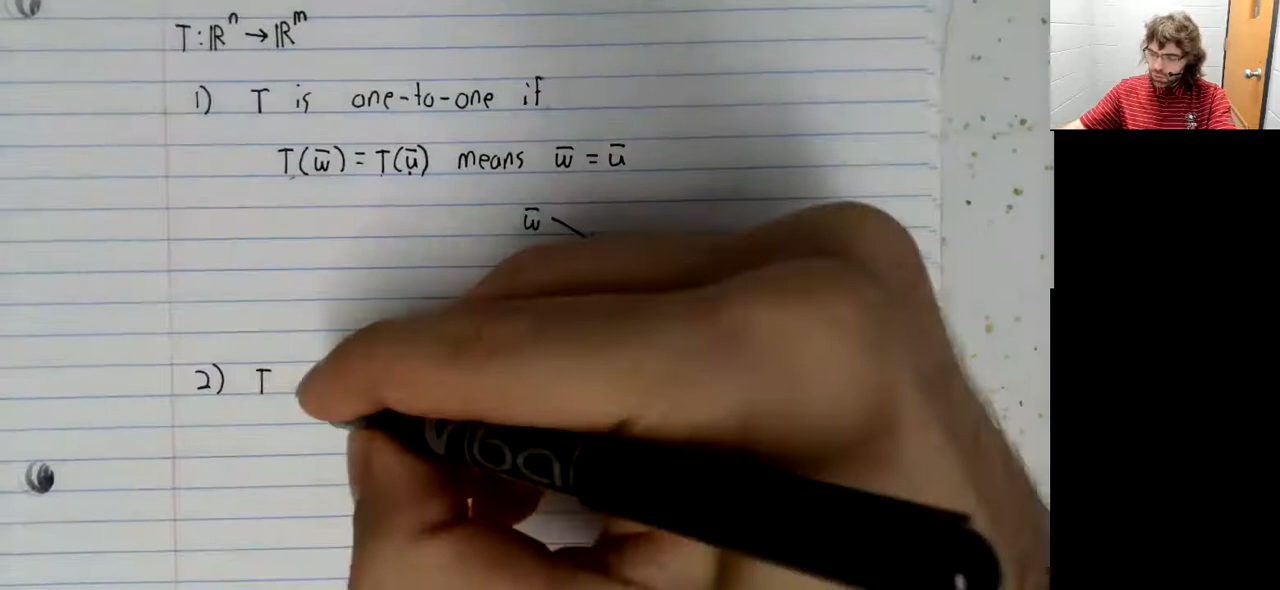 T : ℝⁿ → ℝᵐ
1) T is one-to-one if
T(w̅) = T(u̅) means w̅ = u̅
w̅
2) T